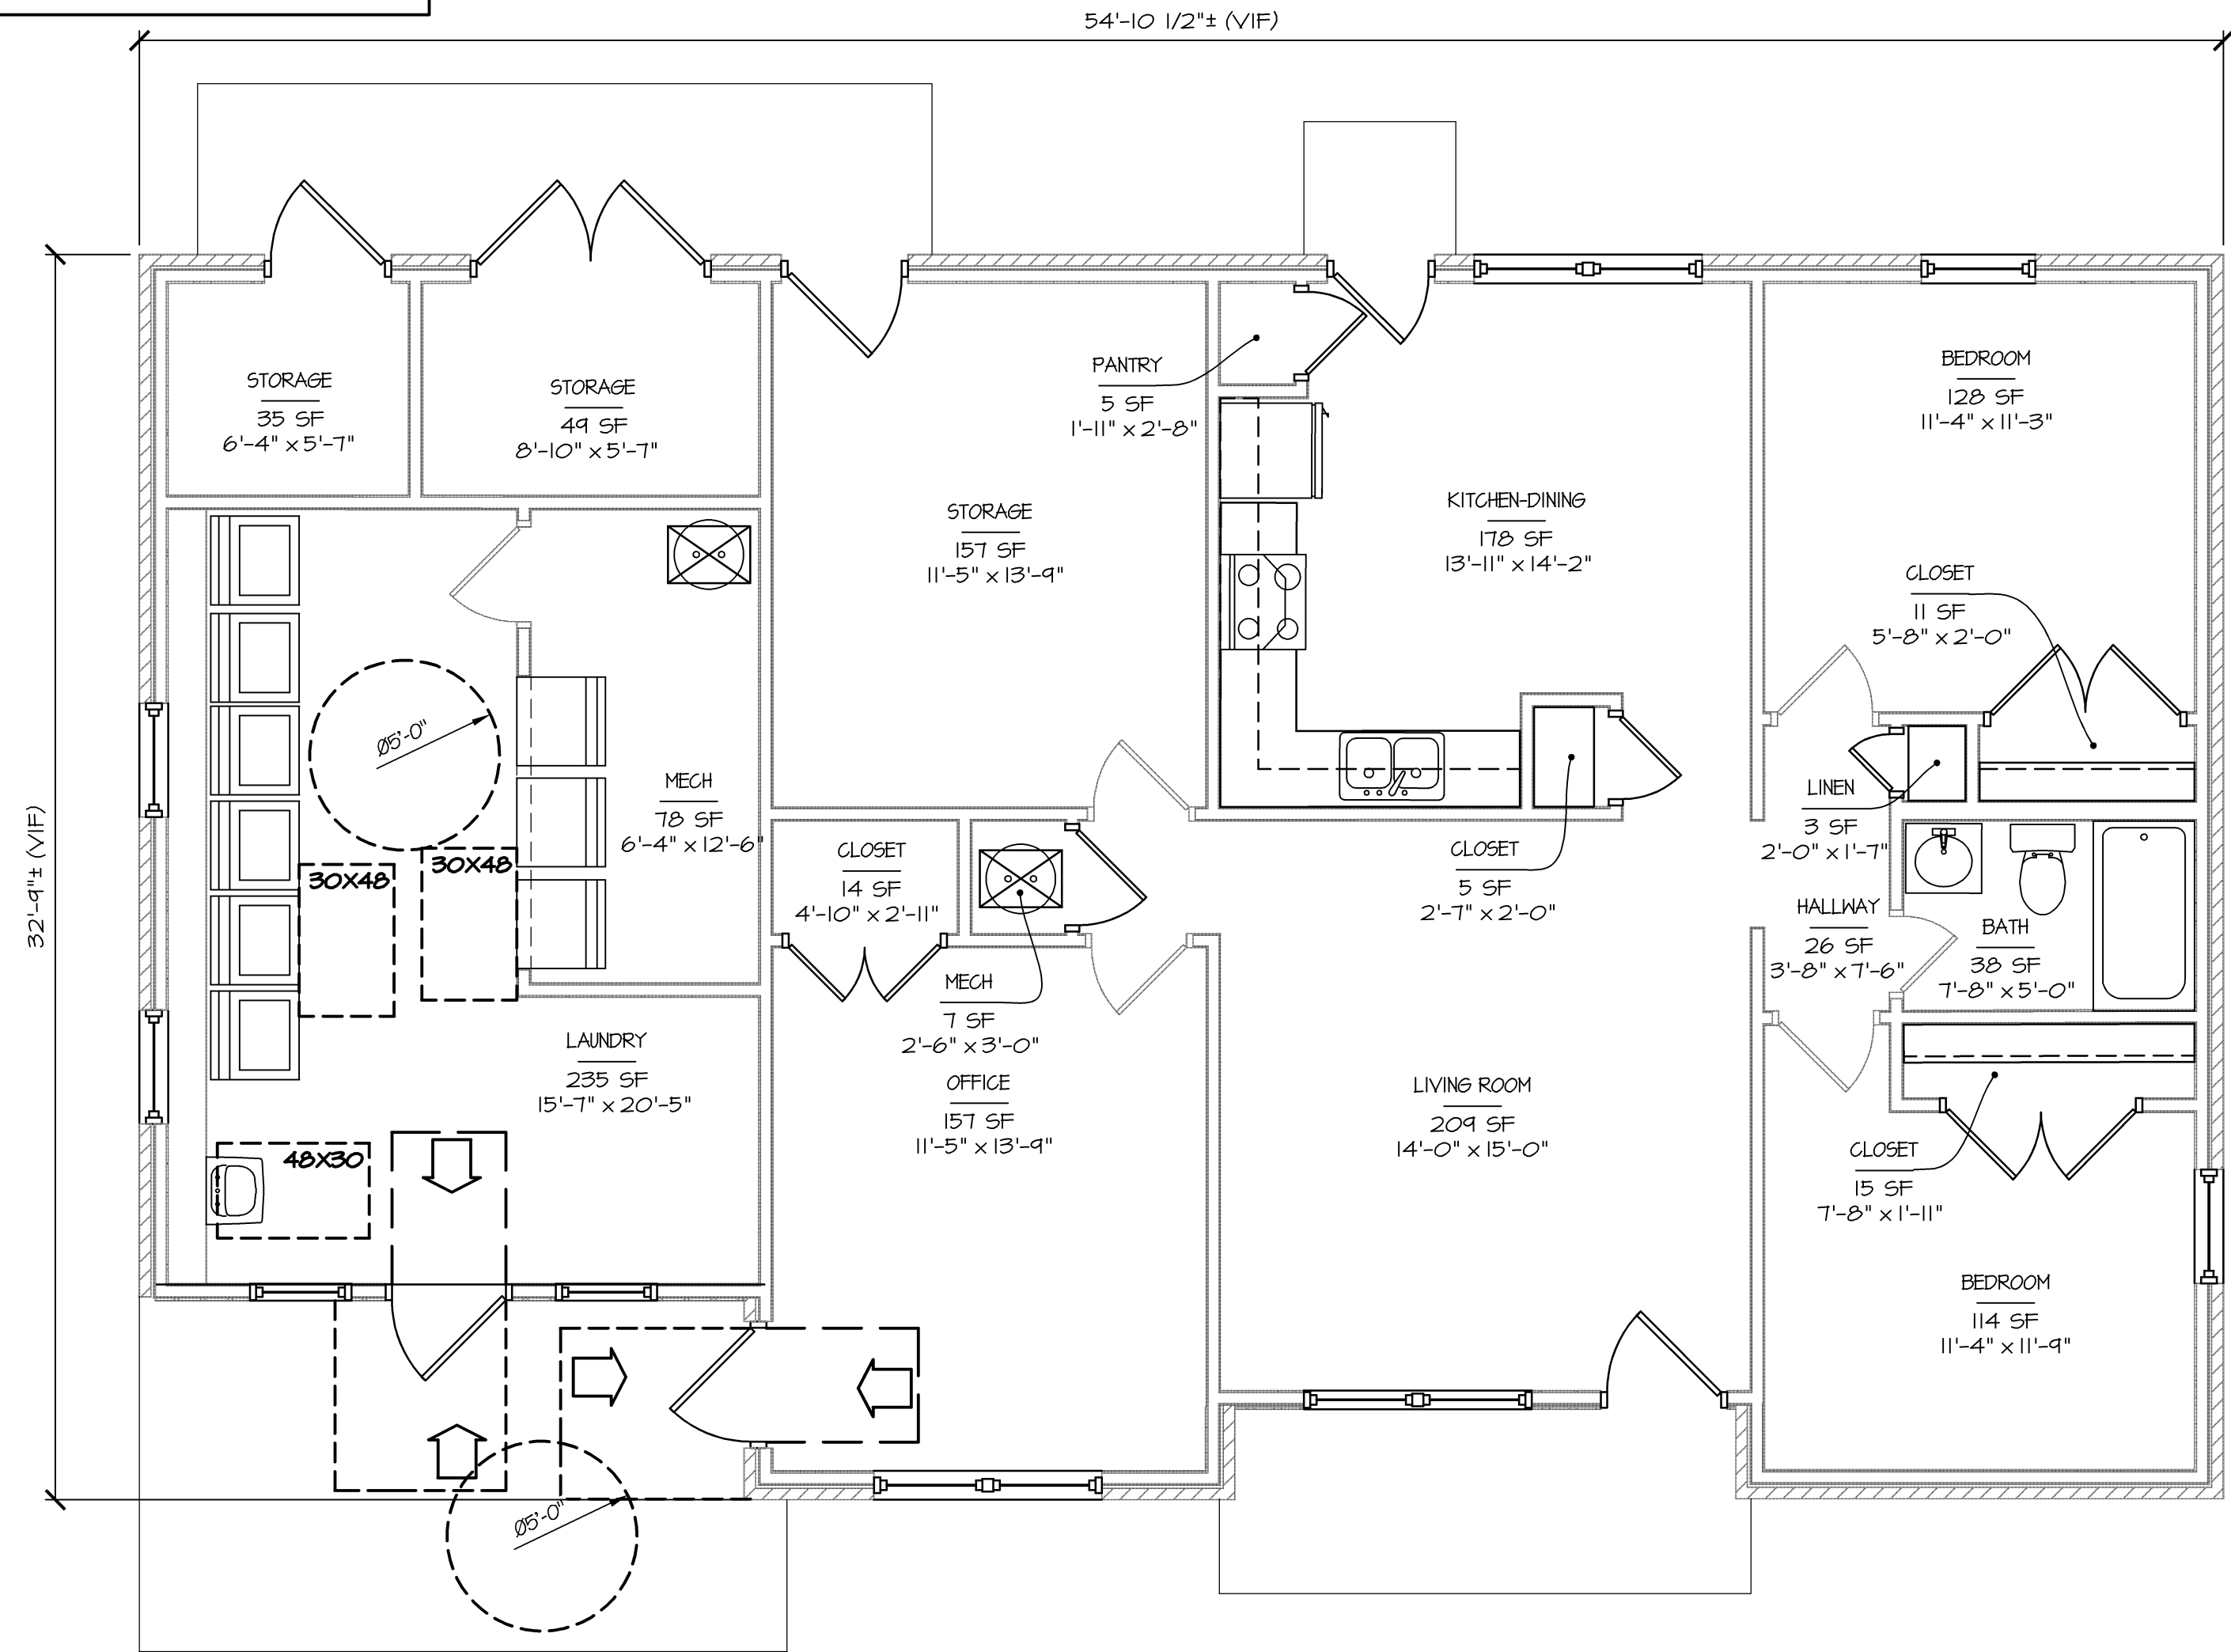 54'-10 1/2"± (VIF)
32'-9"± (VIF)
STORAGE
35 SF
6'-4" x 5'-7"
STORAGE
49 SF
8'-10" x 5'-7"
STORAGE
157 SF
11'-5" x 13'-9"
PANTRY
5 SF
1'-11" x 2'-8"
KITCHEN-DINING
178 SF
13'-11" x 14'-2"
BEDROOM
128 SF
11'-4" x 11'-3"
CLOSET
11 SF
5'-8" x 2'-0"
Ø5'-0"
MECH
78 SF
6'-4" x 12'-6"
30X48
30X48
CLOSET
14 SF
4'-10" x 2'-11"
CLOSET
5 SF
2'-7" x 2'-0"
LINEN
3 SF
2'-0" x 1'-7"
HALLWAY
26 SF
3'-8" x 7'-6"
BATH
38 SF
7'-8" x 5'-0"
MECH
7 SF
2'-6" x 3'-0"
LAUNDRY
235 SF
15'-7" x 20'-5"
OFFICE
157 SF
11'-5" x 13'-9"
LIVING ROOM
209 SF
14'-0" x 15'-0"
48X30
CLOSET
15 SF
7'-8" x 1'-11"
BEDROOM
114 SF
11'-4" x 11'-9"
Ø5'-0"